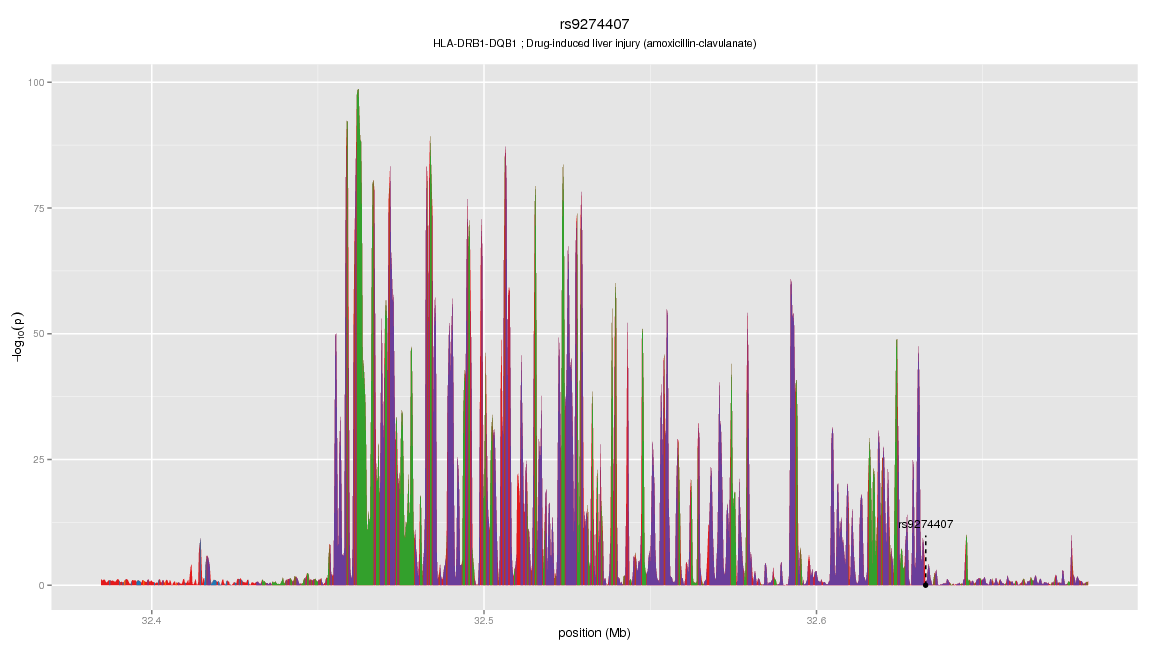 rs9274407
HLA-DRB1-DQB1 ; Drug-induced liver injury (amoxicillin-clavulanate)
100
75
50
25
0
−log10(p)
rs9274407
32.4
32.5
32.6
position (Mb)